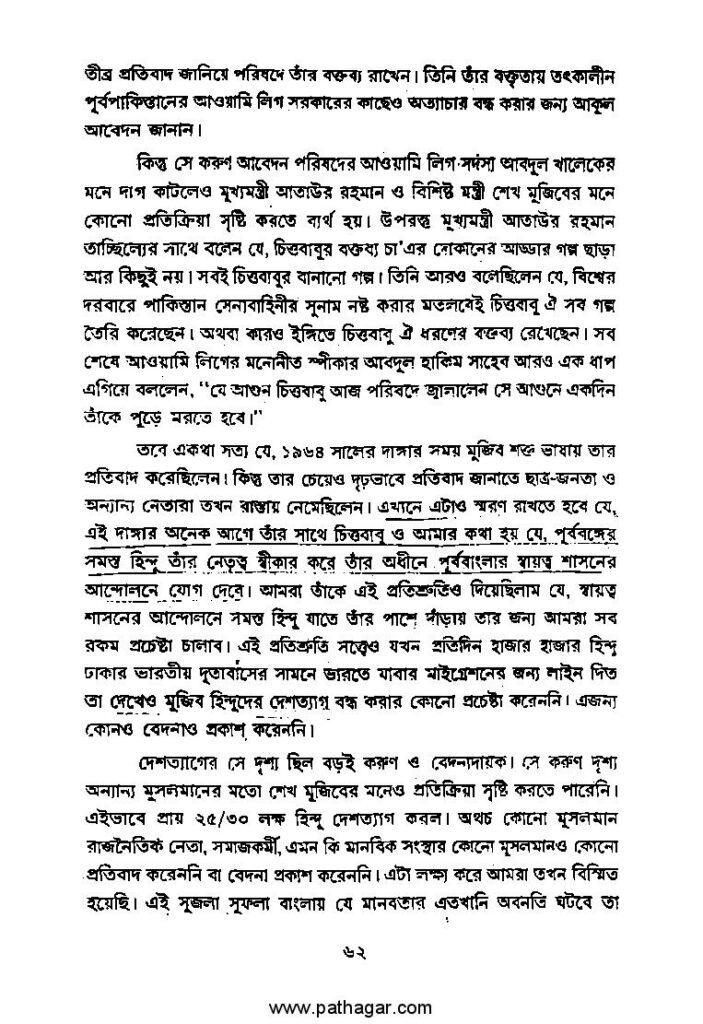 তীব্র প্রতিবাদ জানিয়ে পরিষদে তাঁর বক্তব্য রাখেন। তিনি তাঁর বক্তৃতায় তৎকালীন
পূর্বপাকিস্তানের আওয়ামি লিগ সরকারের কাছেও অত্যাচার বন্ধ করার জন্য আকুল
আবেদন জানান।
কিন্তু সে করুণ আবেদন পরিষদের আওয়ামি লিগ সদস্য আবদুল খালেকের
মনে দাগ কাটলেও মুখ্যমন্ত্রী আতাউর রহমান ও বিশিষ্ট মন্ত্রী শেখ মুজিবের মনে
কোনো প্রতিক্রিয়া সৃষ্টি করতে ব্যর্থ হয়। উপরন্তু মুখ্যমন্ত্রী আতাউর রহমান
তাচ্ছিল্যের সাথে বলেন যে, চিত্তবাবুর বক্তব্য চা'এর দোকানের আড্ডার গল্প ছাড়া
আর কিছুই নয়। সবই চিত্তবাবুর বানানো গল্প। তিনি আরও বলেছিলেন যে, বিশ্বের
দরবারে পাকিস্তান সেনাবাহিনীর সুনাম নষ্ট করার মতলবেই চিত্তবাবু ঐ সব গল্প
তৈরি করেছেন। অথবা কারও ইঙ্গিতে চিত্তবাবু ঐ ধরণের বক্তব্য রেখেছেন। সব
শেষে আওয়ামি লিগের মনোনীত স্পীকার আবদুল হাকিম সাহেব আরও এক ধাপ
এগিয়ে বললেন, "যে আগুন চিত্তবাবু আজ পরিষদে জ্বালালেন সে আগুনে একদিন
তাঁকে পুড়ে মরতে হবে।"
তবে একথা সত্য যে, ১৯৬৪ সালের দাঙ্গার সময় মুজিব শক্ত ভাষায় তার
প্রতিবাদ করেছিলেন। কিন্তু তার চেয়েও দৃঢ়ভাবে প্রতিবাদ জানাতে ছাত্র-জনতা ও
অন্যান্য নেতারা তখন রাস্তায় নেমেছিলেন। এখানে এটাও স্মরণ রাখতে হবে যে,
এই দাঙ্গার অনেক আগে তাঁর সাথে চিত্তবাবু ও আমার কথা হয় যে, পূর্ববঙ্গের
সমস্ত হিন্দু তাঁর নেতৃত্ব স্বীকার করে তাঁর অধীনে পূর্ববাংলার স্বায়ত্ব শাসনের
আন্দোলনে যোগ দেবে। আমরা তাঁকে এই প্রতিশ্রুতিও দিয়েছিলাম যে, স্বায়ত্ব
শাসনের আন্দোলনে সমস্ত হিন্দু যাতে তাঁর পাশে দাঁড়ায় তার জন্য আমরা সব
রকম প্রচেষ্টা চালাব। এই প্রতিশ্রুতি সত্ত্বেও যখন প্রতিদিন হাজার হাজার হিন্দু
ঢাকার ভারতীয় দূতাবাসের সামনে ভারতে যাবার মাইগ্রেশনের জন্য লাইন দিত
তা দেখেও মুজিব হিন্দুদের দেশত্যাগ বন্ধ করার কোনো প্রচেষ্টা করেননি। এজন্য
কোনও বেদনাও প্রকাশ করেননি।
দেশত্যাগের সে দৃশ্য ছিল বড়ই করুণ ও বেদনাদায়ক। সে করুণ দৃশ্য
অন্যান্য মুসলমানের মতো শেখ মুজিবের মনেও প্রতিক্রিয়া সৃষ্টি করতে পারেনি।
এইভাবে প্রায় ২৫/৩০ লক্ষ হিন্দু দেশত্যাগ করল। অথচ কোনো মুসলমান
রাজনৈতিক নেতা, সমাজকর্মী, এমন কি মানবিক সংস্থার কোনো মুসলমানও কোনো
প্রতিবাদ করেননি বা বেদনা প্রকাশ করেননি। এটা লক্ষ্য করে আমরা তখন বিস্মিত
হয়েছি। এই সুজলা সুফলা বাংলায় যে মানবতার এতখানি অবনতি ঘটবে তা
৬২
www.pathagar.com